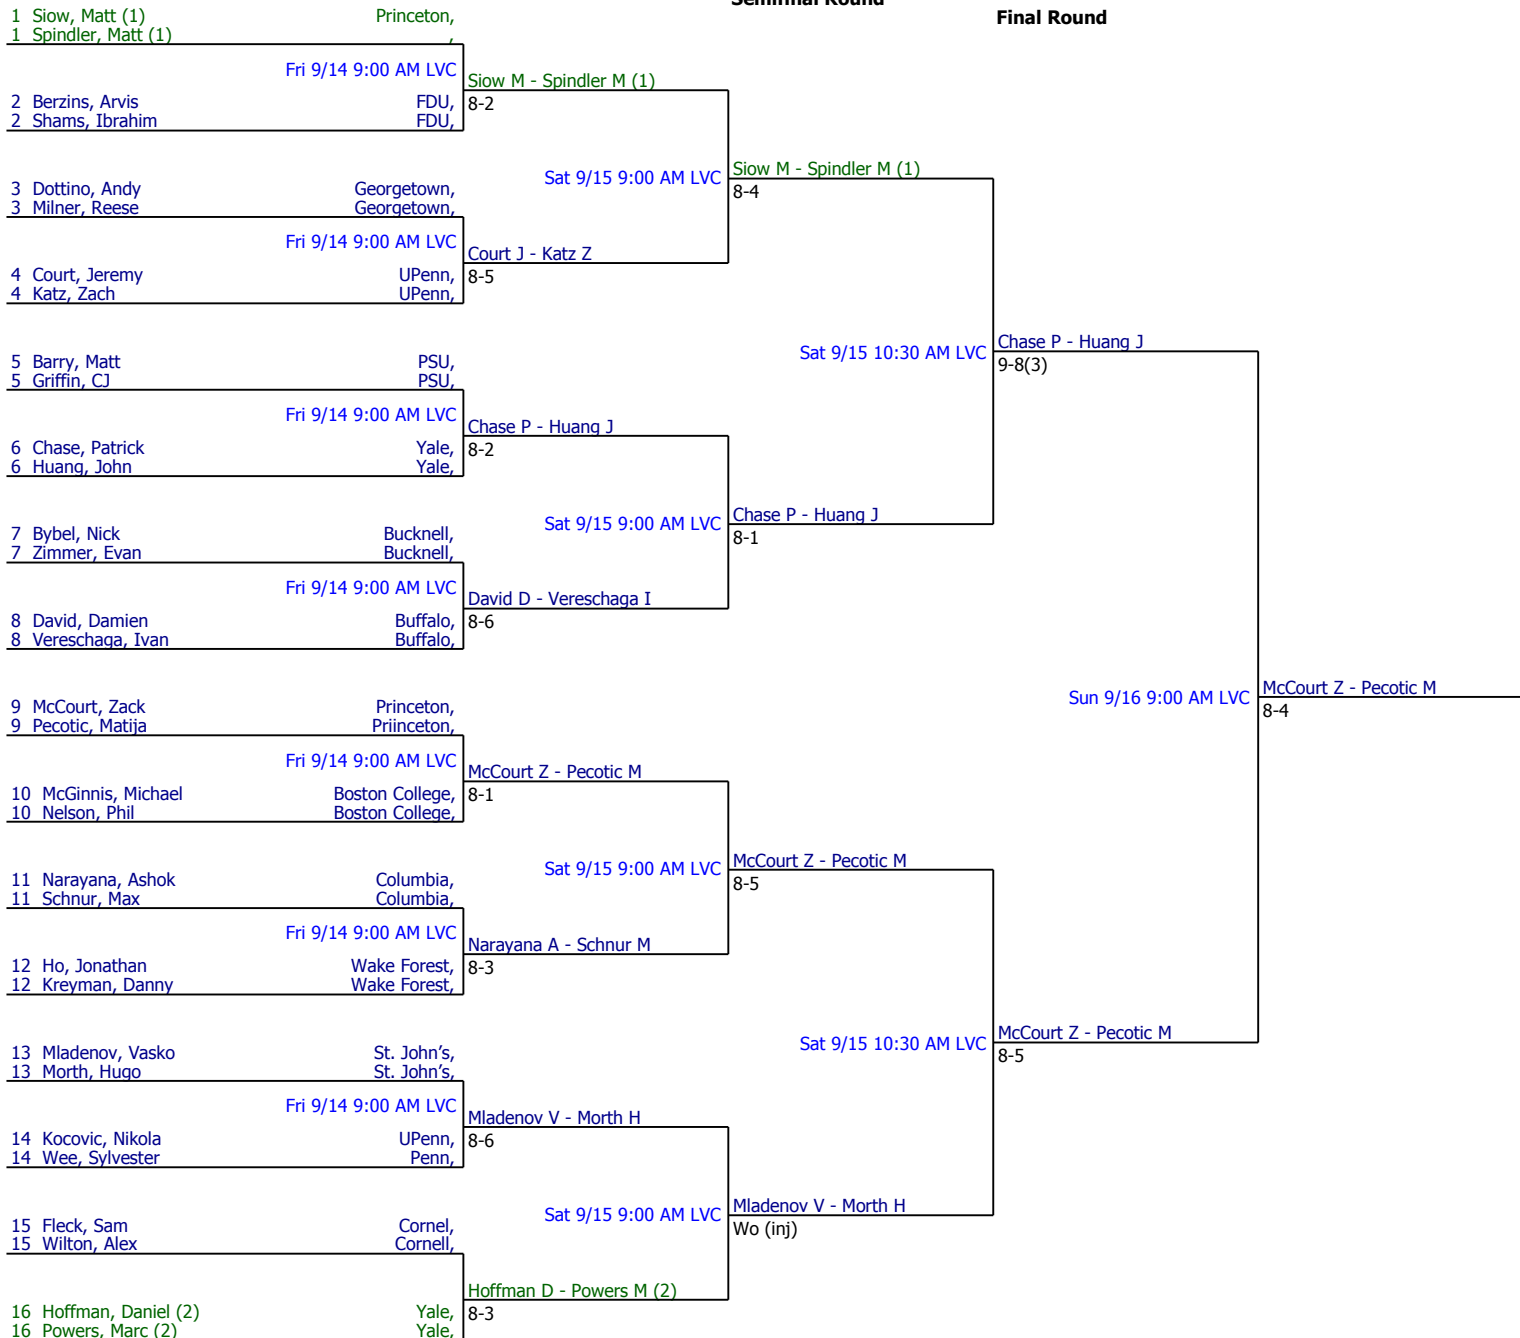 Semifinal Round
Final Round
1 Siow, Matt (1) Princeton,
1 Spindler, Matt (1) ,
Fri 9/14 9:00 AM LVC
Siow M - Spindler M (1)
8-2
2 Berzins, Arvis FDU,
2 Shams, Ibrahim FDU,
Sat 9/15 9:00 AM LVC
Siow M - Spindler M (1)
8-4
3 Dottino, Andy Georgetown,
3 Milner, Reese Georgetown,
Fri 9/14 9:00 AM LVC
Court J - Katz Z
8-5
4 Court, Jeremy UPenn,
4 Katz, Zach UPenn,
Sat 9/15 10:30 AM LVC
Chase P - Huang J
9-8(3)
5 Barry, Matt PSU,
5 Griffin, CJ PSU,
Fri 9/14 9:00 AM LVC
Chase P - Huang J
8-2
6 Chase, Patrick Yale,
6 Huang, John Yale,
Sat 9/15 9:00 AM LVC
Chase P - Huang J
8-1
7 Bybel, Nick Bucknell,
7 Zimmer, Evan Bucknell,
Fri 9/14 9:00 AM LVC
David D - Vereschaga I
8-6
8 David, Damien Buffalo,
8 Vereschaga, Ivan Buffalo,
Sun 9/16 9:00 AM LVC
McCourt Z - Pecotic M
8-4
9 McCourt, Zack Princeton,
9 Pecotic, Matija Priinceton,
Fri 9/14 9:00 AM LVC
McCourt Z - Pecotic M
8-1
10 McGinnis, Michael Boston College,
10 Nelson, Phil Boston College,
Sat 9/15 9:00 AM LVC
McCourt Z - Pecotic M
8-5
11 Narayana, Ashok Columbia,
11 Schnur, Max Columbia,
Fri 9/14 9:00 AM LVC
Narayana A - Schnur M
8-3
12 Ho, Jonathan Wake Forest,
12 Kreyman, Danny Wake Forest,
Sat 9/15 10:30 AM LVC
McCourt Z - Pecotic M
8-5
13 Mladenov, Vasko St. John's,
13 Morth, Hugo St. John's,
Fri 9/14 9:00 AM LVC
Mladenov V - Morth H
8-6
14 Kocovic, Nikola UPenn,
14 Wee, Sylvester Penn,
Sat 9/15 9:00 AM LVC
Mladenov V - Morth H
Wo (inj)
15 Fleck, Sam Cornel,
15 Wilton, Alex Cornell,
Hoffman D - Powers M (2)
8-3
16 Hoffman, Daniel (2) Yale,
16 Powers, Marc (2) Yale,